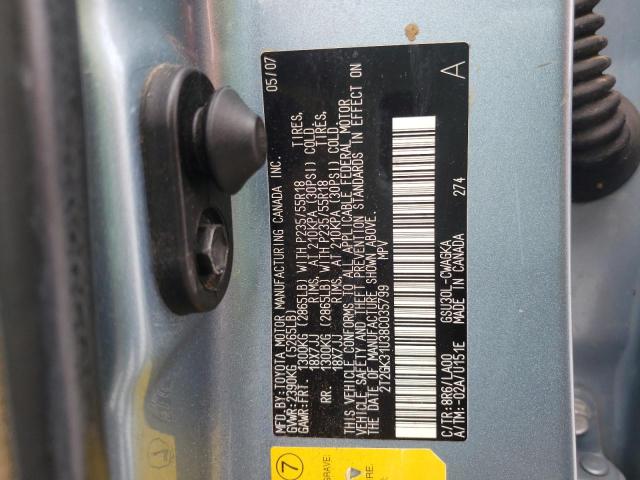 MFD.BY:TOYOTA MOTOR MANUFACTURING CANADA INC. 05/07
GVWR:2390KG (5265LB)
GAWR:FRT. 1300KG (2865LB) WITH P235/55R18 TIRES,
18X7JJ RIMS, AT 210KPA (30PSI) COLD.
RR. 1300KG (2865LB) WITH P235/55R18 TIRES,
18X7JJ RIMS, AT 210KPA (30PSI) COLD.
THIS VEHICLE CONFORMS TO ALL APPLICABLE FEDERAL MOTOR
VEHICLE SAFETY AND THEFT PREVENTION STANDARDS IN EFFECT ON
THE DATE OF MANUFACTURE SHOWN ABOVE.
2T2GK31U38C035799 MPV
C/TR:8R6/LA00 GSU30L-CWAGKA A
A/TM:-02A/U151E MADE IN CANADA 274
7
GRAVE.
RE.